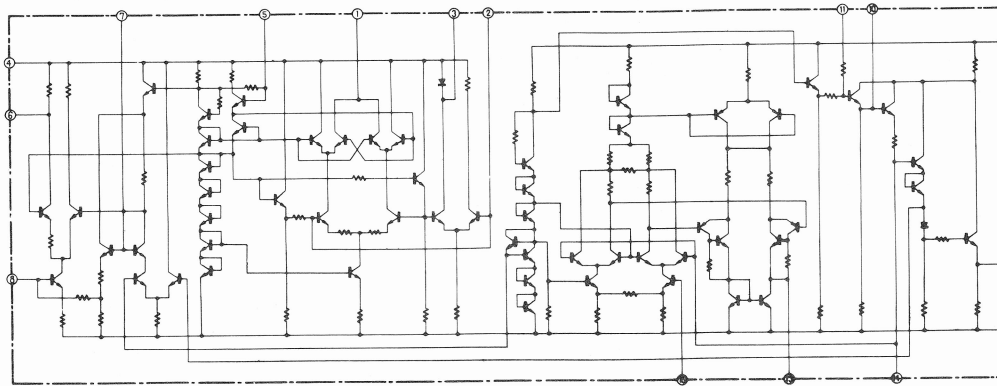 ⑦ ⑤ ① ③ ② ⑪ ⑩
④
⑥
⑧